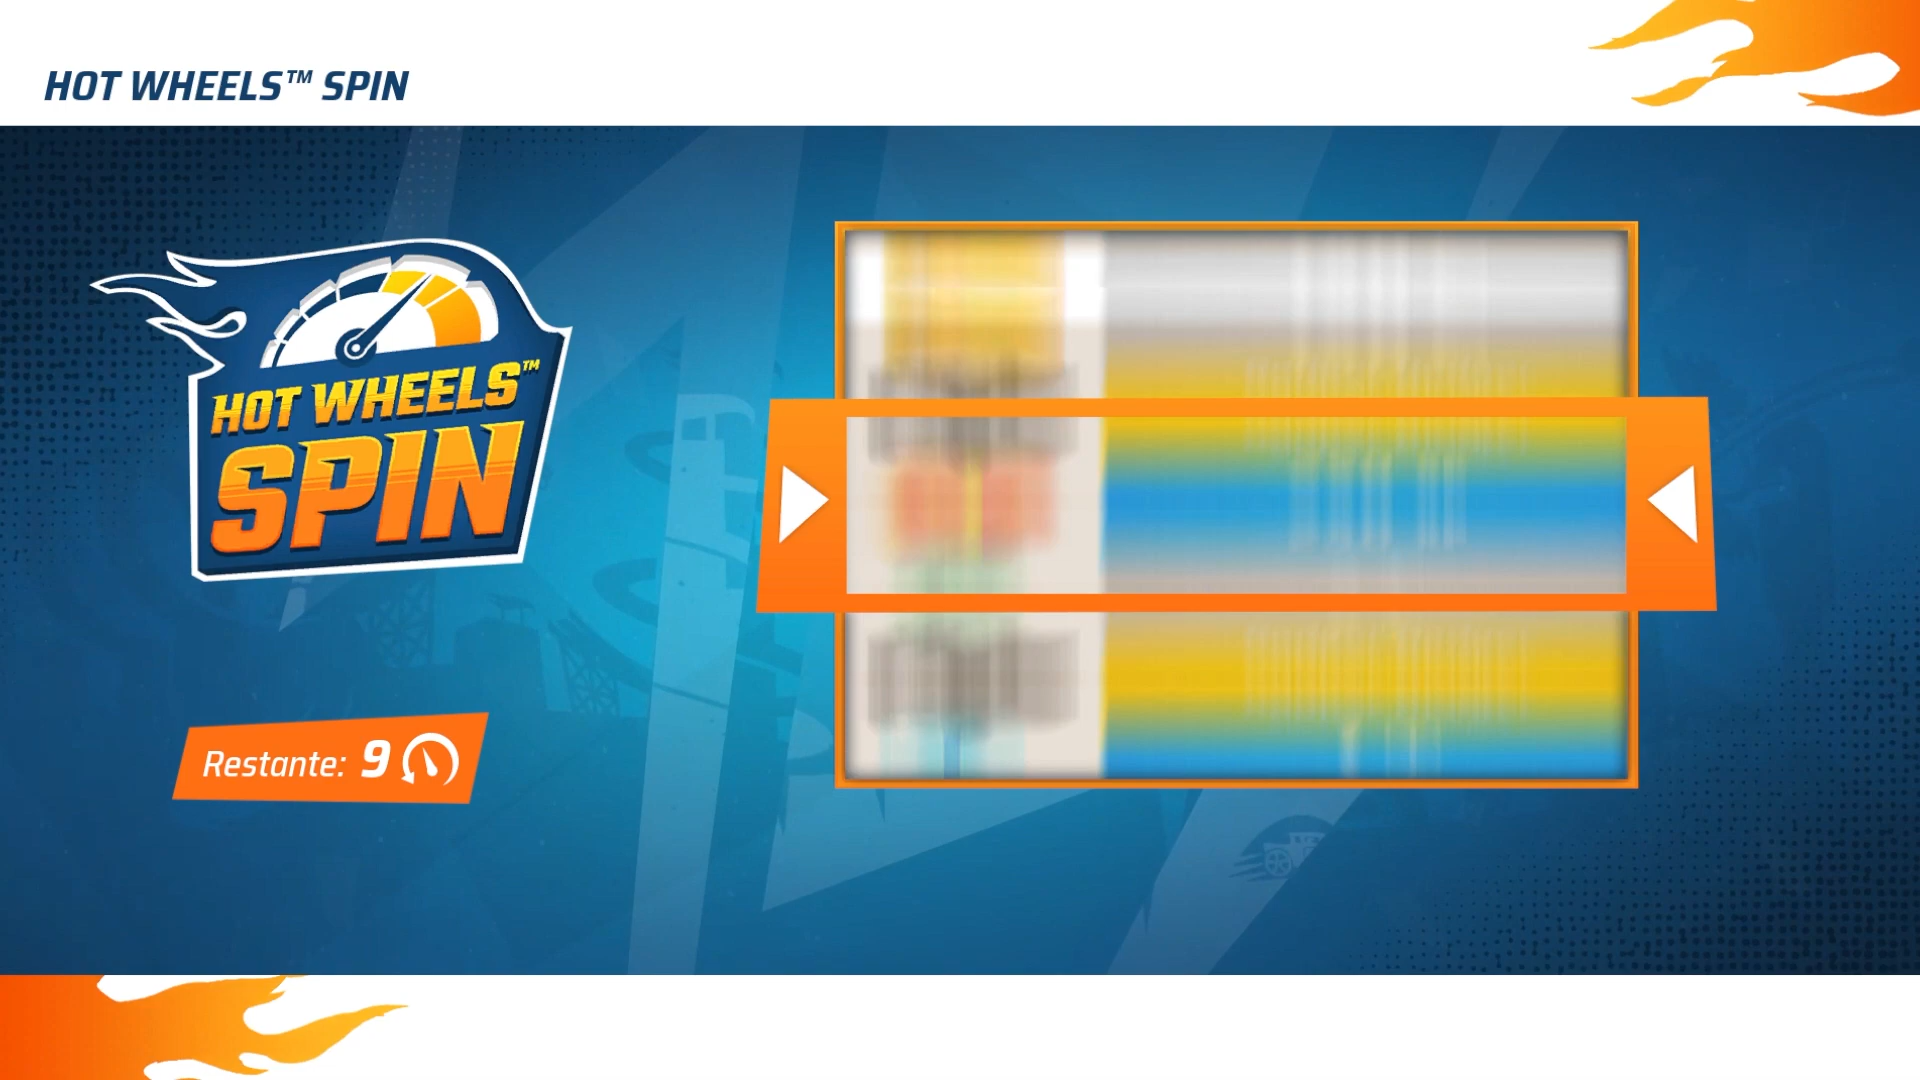 HOT WHEELS™ SPIN
HOT WHEELS™
SPIN
Restante: 9